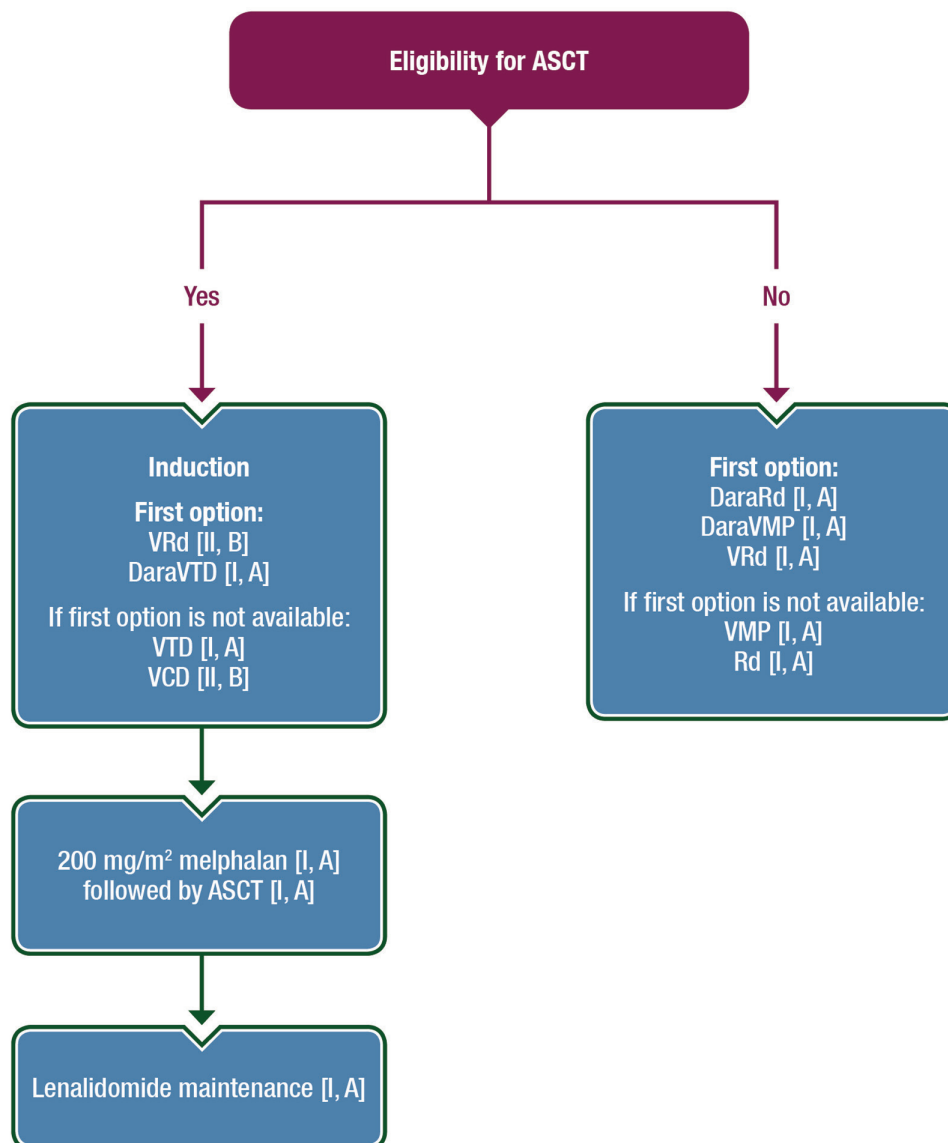 Eligibility for ASCT
Yes
No
Induction
First option:
VRd [II, B]
DaraVTD [I, A]
If first option is not available:
VTD [I, A]
VCD [II, B]
First option:
DaraRd [I, A]
DaraVMP [I, A]
VRd [I, A]
If first option is not available:
VMP [I, A]
Rd [I, A]
200 mg/m² melphalan [I, A]
followed by ASCT [I, A]
Lenalidomide maintenance [I, A]